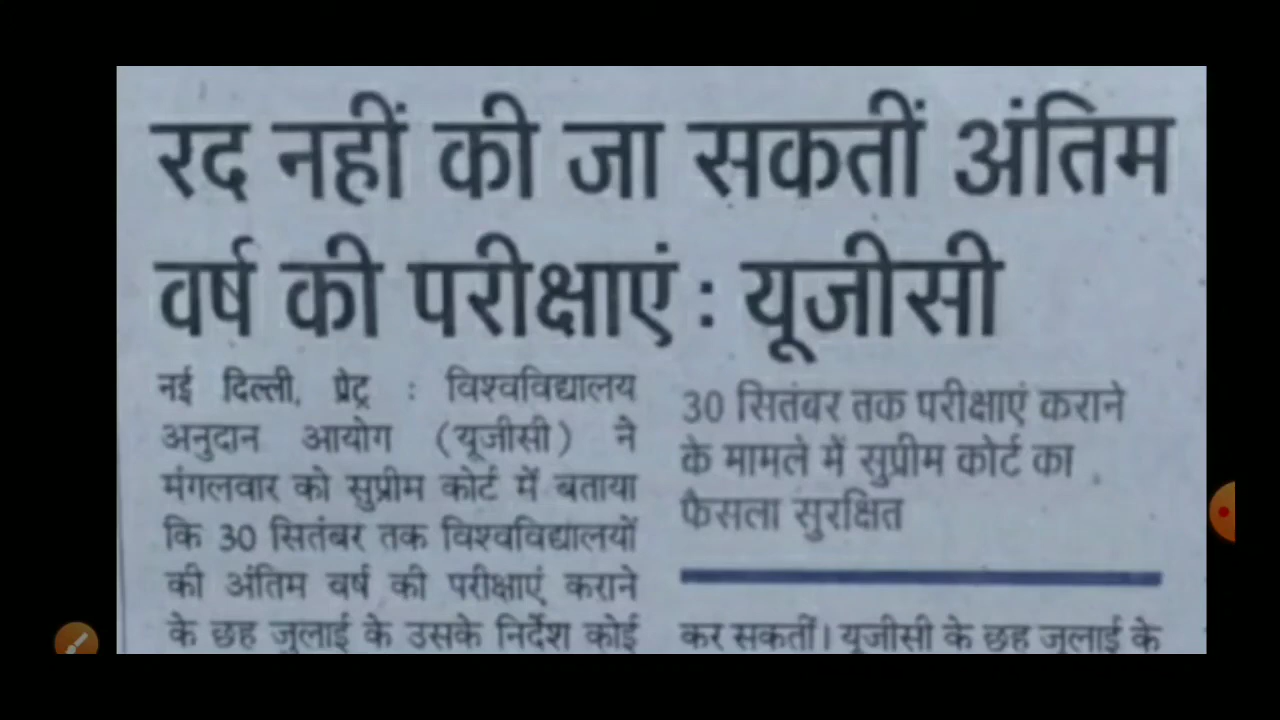 रद नहीं की जा सकतीं अंतिम
वर्ष की परीक्षाएं : यूजीसी
नई दिल्ली, प्रेट्र : विश्वविद्यालय
अनुदान आयोग (यूजीसी) ने
मंगलवार को सुप्रीम कोर्ट में बताया
कि 30 सितंबर तक विश्वविद्यालयों
की अंतिम वर्ष की परीक्षाएं कराने
के छह जुलाई के उसके निर्देश कोई
30 सितंबर तक परीक्षाएं कराने
के मामले में सुप्रीम कोर्ट का
फैसला सुरक्षित
कर सकतीं। यूजीसी के छह जुलाई के